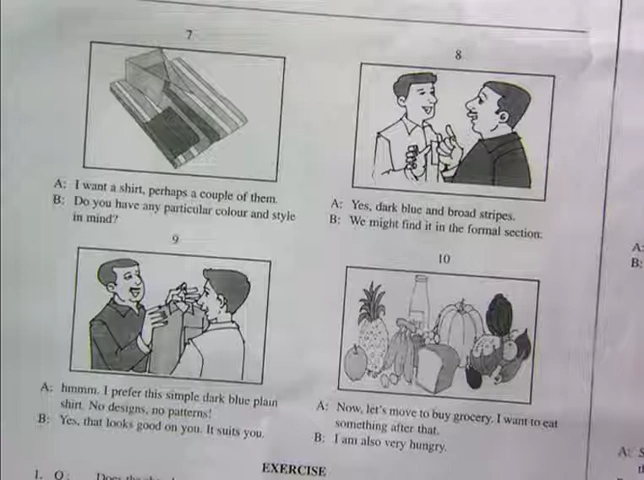 7
8
A: I want a shirt, perhaps a couple of them.
B: Do you have any particular colour and style
in mind?
A: Yes, dark blue and broad stripes.
B: We might find it in the formal section.
9
10
A: hmmm. I prefer this simple dark blue plain
shirt. No designs, no patterns!
B: Yes, that looks good on you. It suits you.
A: Now, let's move to buy grocery. I want to eat
something after that.
B: I am also very hungry.
A:
B:
A: S
EXERCISE
1. Q: